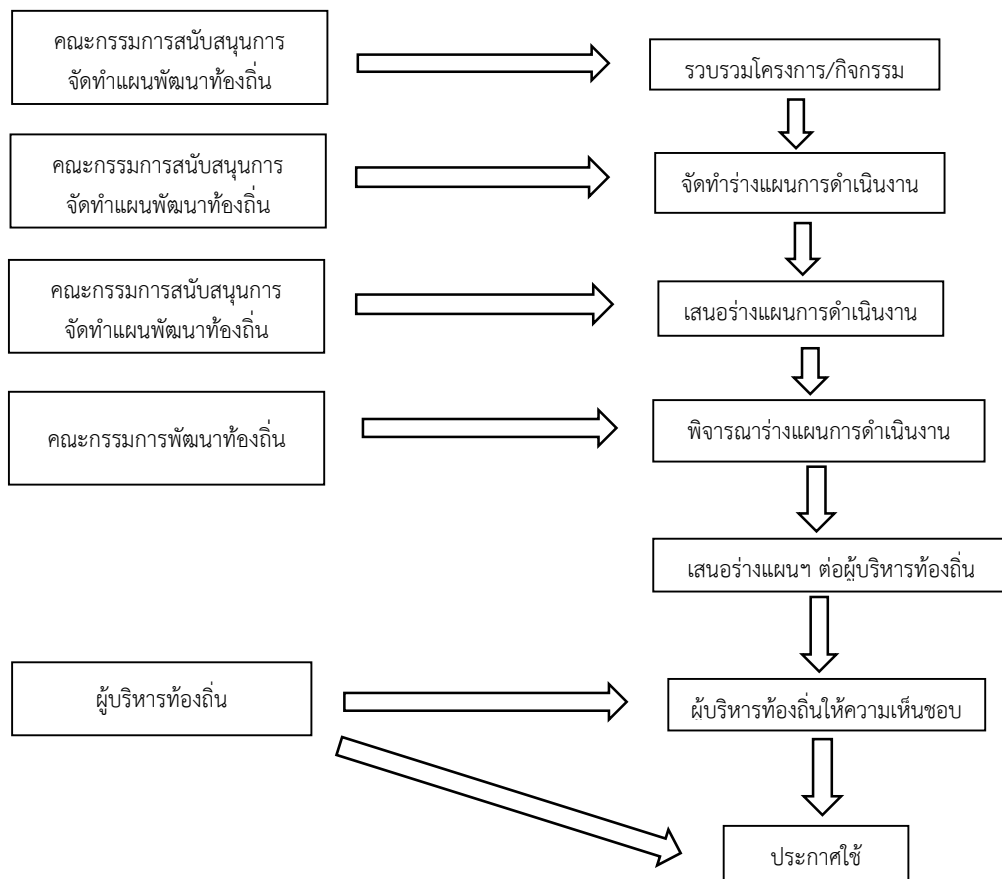 คณะกรรมการสนับสนุนการ
จัดทำแผนพัฒนาท้องถิ่น
รวบรวมโครงการ/กิจกรรม
คณะกรรมการสนับสนุนการ
จัดทำแผนพัฒนาท้องถิ่น
จัดทำร่างแผนการดำเนินงาน
คณะกรรมการสนับสนุนการ
จัดทำแผนพัฒนาท้องถิ่น
เสนอร่างแผนการดำเนินงาน
คณะกรรมการพัฒนาท้องถิ่น
พิจารณาร่างแผนการดำเนินงาน
เสนอร่างแผนฯ ต่อผู้บริหารท้องถิ่น
ผู้บริหารท้องถิ่น
ผู้บริหารท้องถิ่นให้ความเห็นชอบ
ประกาศใช้